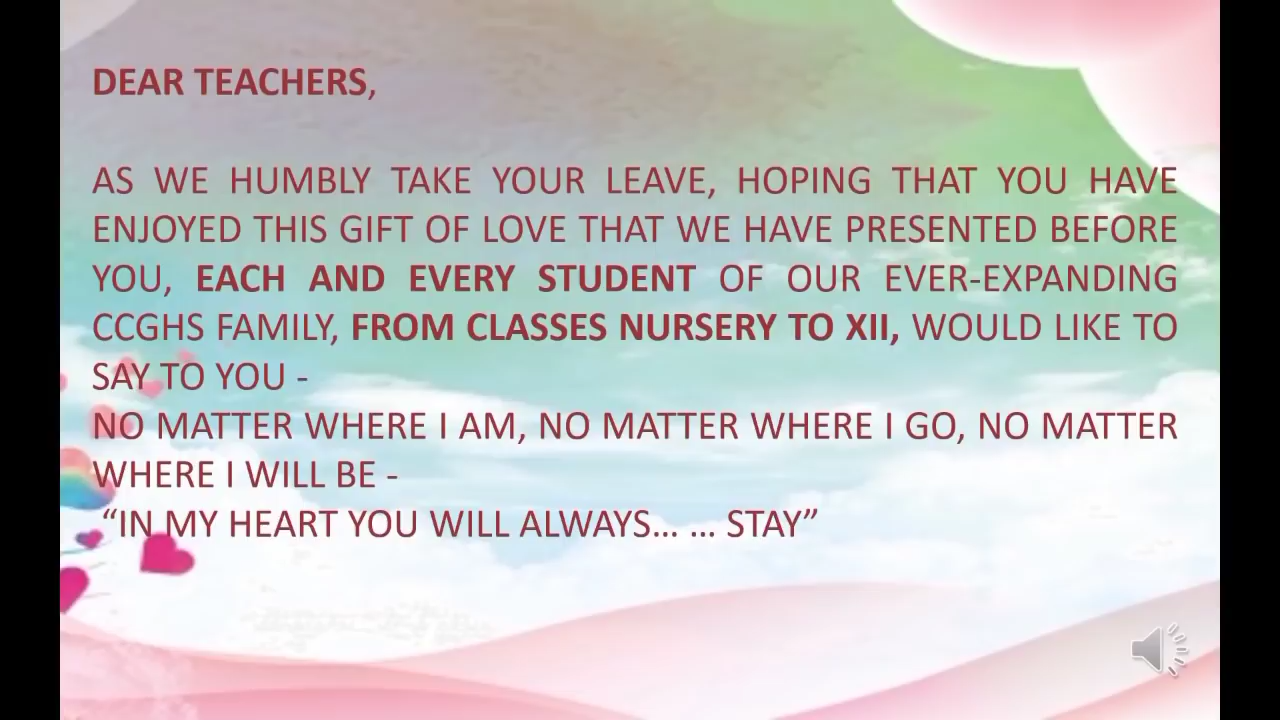 DEAR TEACHERS,
AS WE HUMBLY TAKE YOUR LEAVE, HOPING THAT YOU HAVE
ENJOYED THIS GIFT OF LOVE THAT WE HAVE PRESENTED BEFORE
YOU, EACH AND EVERY STUDENT OF OUR EVER-EXPANDING
CCGHS FAMILY, FROM CLASSES NURSERY TO XII, WOULD LIKE TO
SAY TO YOU -
NO MATTER WHERE I AM, NO MATTER WHERE I GO, NO MATTER
WHERE I WILL BE -
“IN MY HEART YOU WILL ALWAYS... ... STAY”